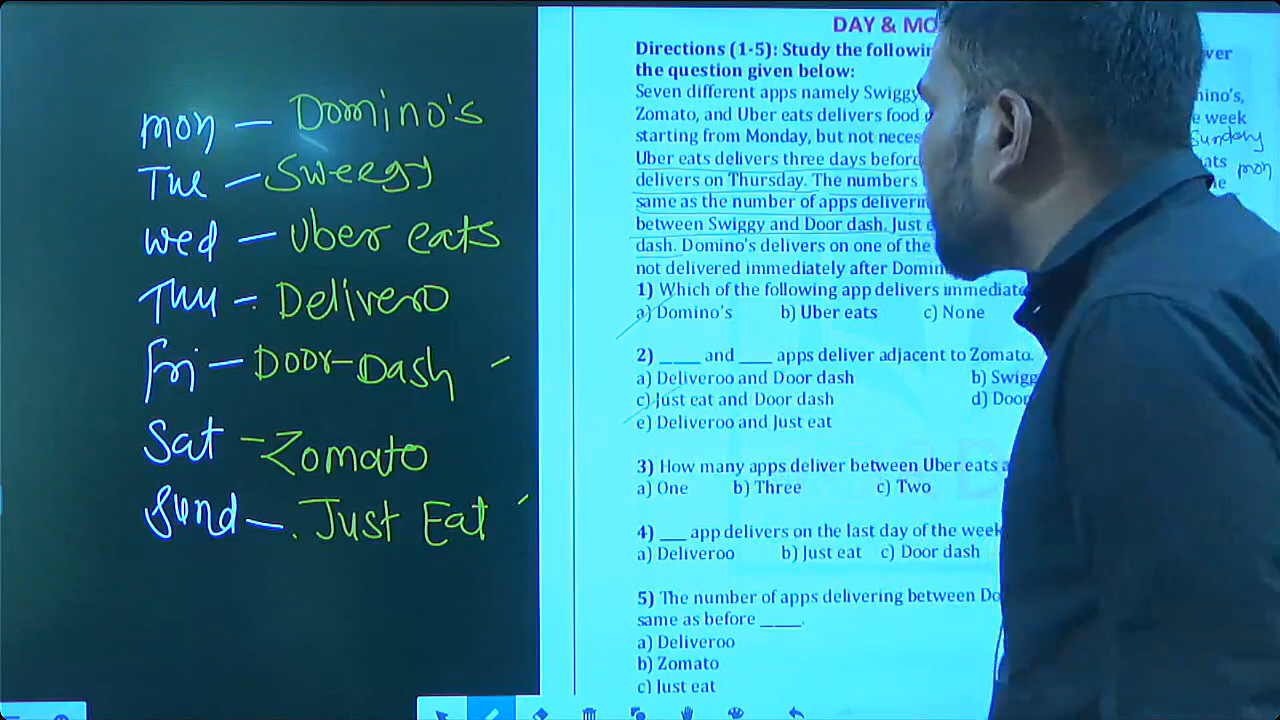 mon — Domino's
Tue — Sweegy
wed — Uber eats
Thu - Delivero
fri — Door-Dash
Sat - Zomato
Sund — Just Eat
DAY & MO
Directions (1-5): Study the following
the question given below:
Seven different apps namely Swiggy,
Zomato, and Uber eats delivers food
starting from Monday, but not neces
Uber eats delivers three days before
delivers on Thursday. The numbers
same as the number of apps deliverin
between Swiggy and Door dash. Just e
dash. Domino's delivers on one of the
not delivered immediately after Domin
1) Which of the following app delivers immediate
a) Domino's b) Uber eats c) None
2) ____ and ____ apps deliver adjacent to Zomato.
a) Deliveroo and Door dash b) Swigg
c) Just eat and Door dash d) Door
e) Deliveroo and Just eat
3) How many apps deliver between Uber eats a
a) One b) Three c) Two
4) ___ app delivers on the last day of the week
a) Deliveroo b) Just eat c) Door dash
5) The number of apps delivering between Do
same as before ____.
a) Deliveroo
b) Zomato
c) Just eat
wer
nino's,
e week
Sunday
ats
mon